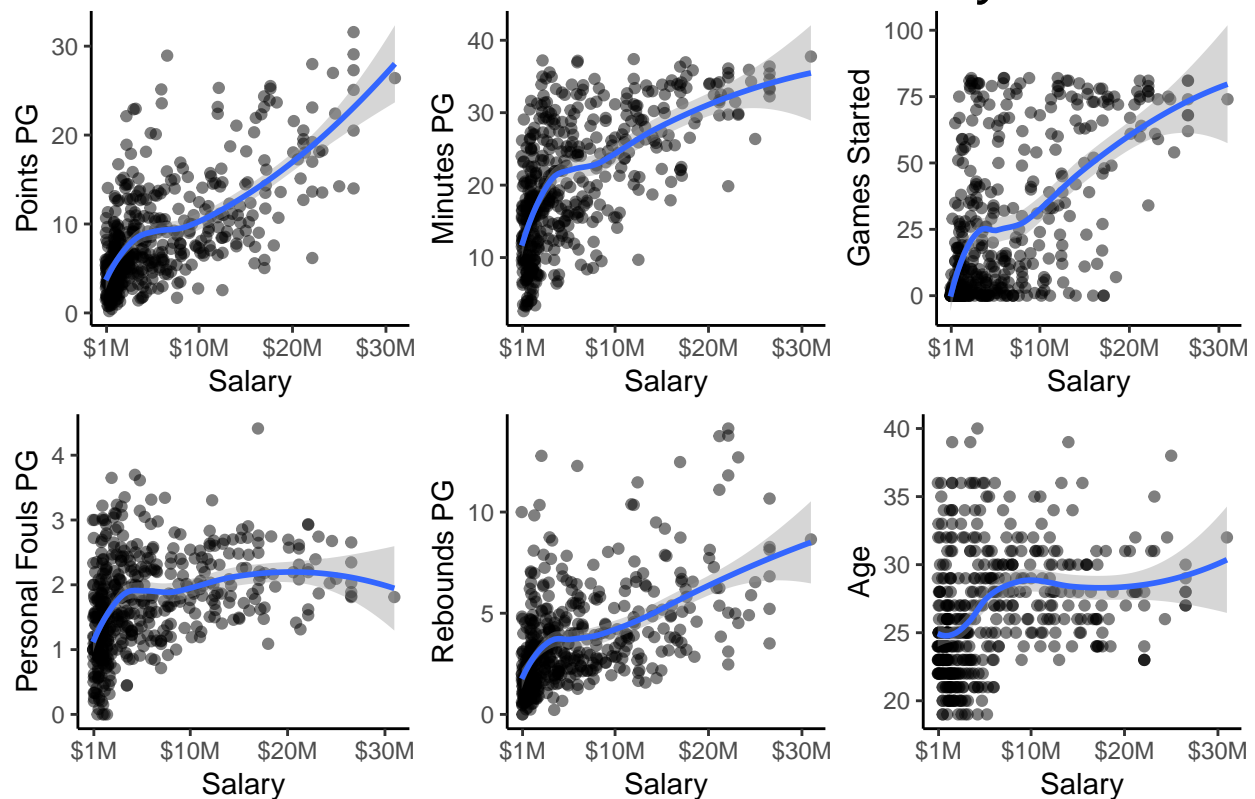 Points PG
30
20
10
0
$1M $10M $20M $30M
Salary
Minutes PG
40
30
20
10
$1M $10M $20M $30M
Salary
Games Started
100
75
50
25
0
$1M $10M $20M $30M
Salary
Personal Fouls PG
4
3
2
1
0
$1M $10M $20M $30M
Salary
Rebounds PG
10
5
0
$1M $10M $20M $30M
Salary
Age
40
35
30
25
20
$1M $10M $20M $30M
Salary